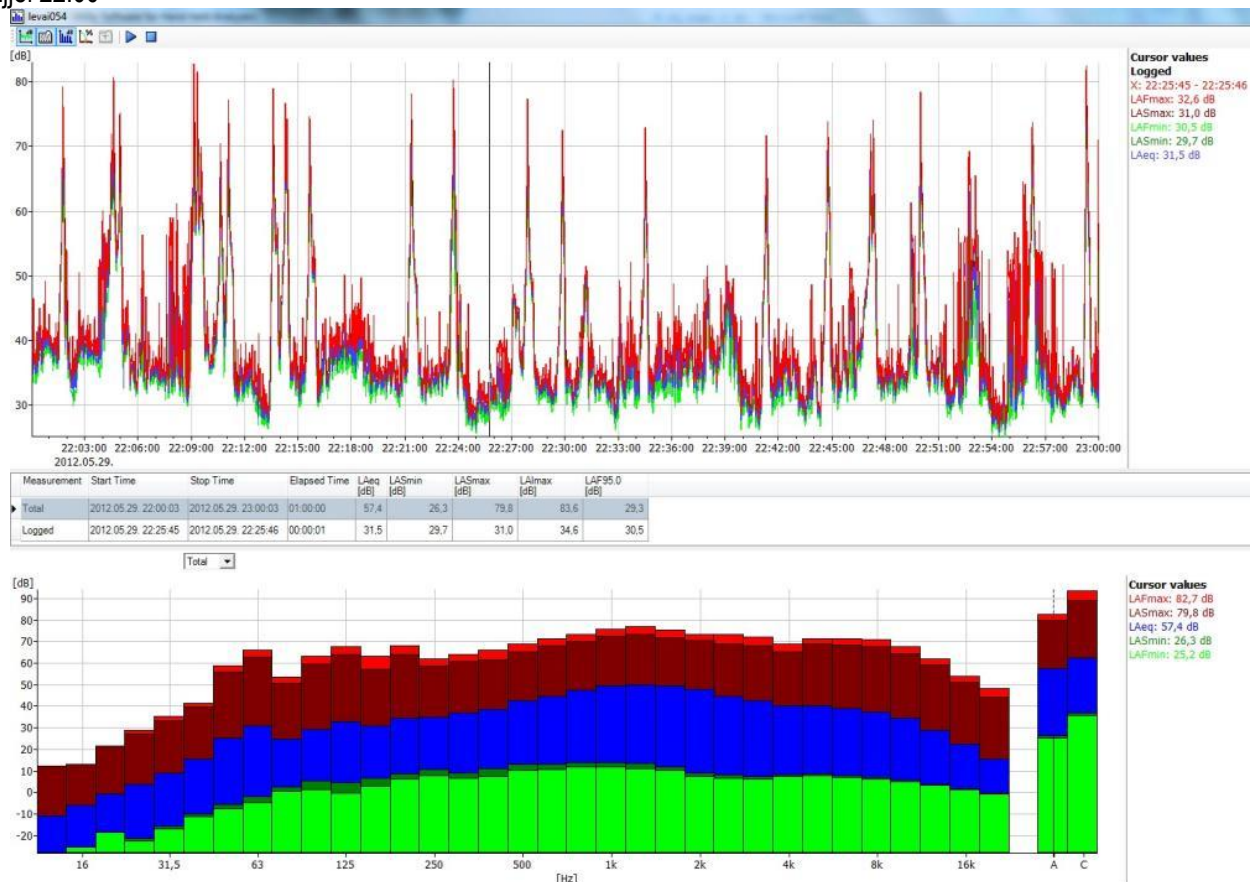 22:00
levai054
[dB]
80
70
60
50
40
30
22:03:00 22:06:00 22:09:00 22:12:00 22:15:00 22:18:00 22:21:00 22:24:00 22:27:00 22:30:00 22:33:00 22:36:00 22:39:00 22:42:00 22:45:00 22:48:00 22:51:00 22:54:00 22:57:00 23:00:00
2012.05.29.
Cursor values
Logged
X: 22:25:45 - 22:25:46
LAFmax: 32,6 dB
LASmax: 31,0 dB
LAFmin: 30,5 dB
LASmin: 29,7 dB
LAeq: 31,5 dB
Measurement Start Time Stop Time Elapsed Time LAeq [dB] LASmin [dB] LASmax [dB] LAImax [dB] LAF95.0 [dB]
Total 2012.05.29. 22:00:03 2012.05.29. 23:00:03 01:00:00 57,4 26,3 79,8 83,6 29,3
Logged 2012.05.29. 22:25:45 2012.05.29. 22:25:46 00:00:01 31,5 29,7 31,0 34,6 30,5
Total
[dB]
90
80
70
60
50
40
30
20
10
0
-10
-20
16 31,5 63 125 250 500 1k 2k 4k 8k 16k A C
[Hz]
Cursor values
LAFmax: 82,7 dB
LASmax: 79,8 dB
LAeq: 57,4 dB
LASmin: 26,3 dB
LAFmin: 25,2 dB